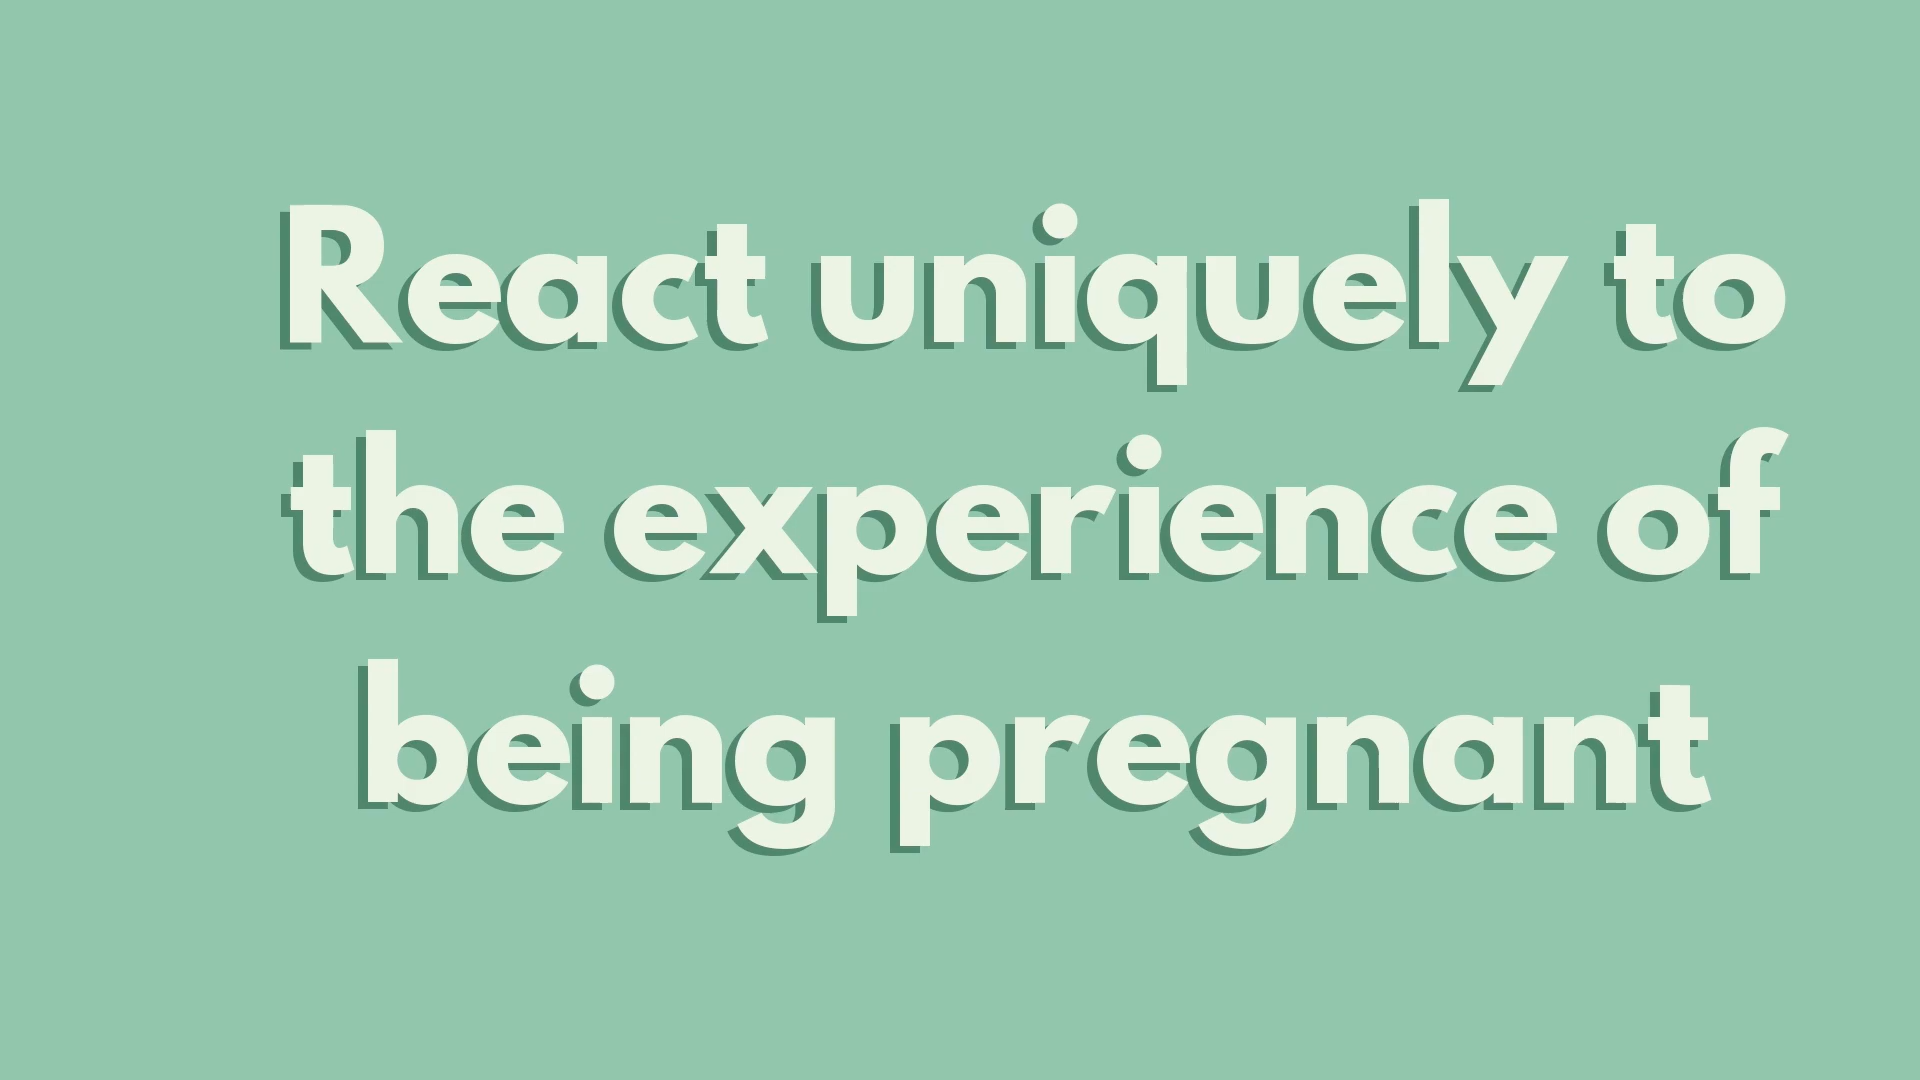 React uniquely to
the experience of
being pregnant